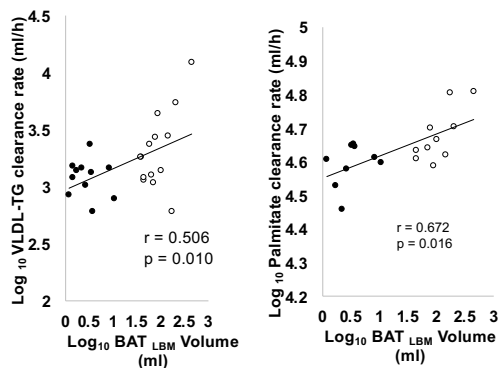 Log 10 VLDL-TG clearance rate (ml/h)
5
4.5
4
3.5
3
2.5
2
r = 0.506
p = 0.010
0 0.5 1 1.5 2 2.5 3
Log10 BAT LBM Volume
(ml)
Log 10 Palmitate clearance rate (ml/h)
5
4.9
4.8
4.7
4.6
4.5
4.4
4.3
4.2
r = 0.672
p = 0.016
0 0.5 1 1.5 2 2.5 3
Log10 BAT LBM Volume
(ml)